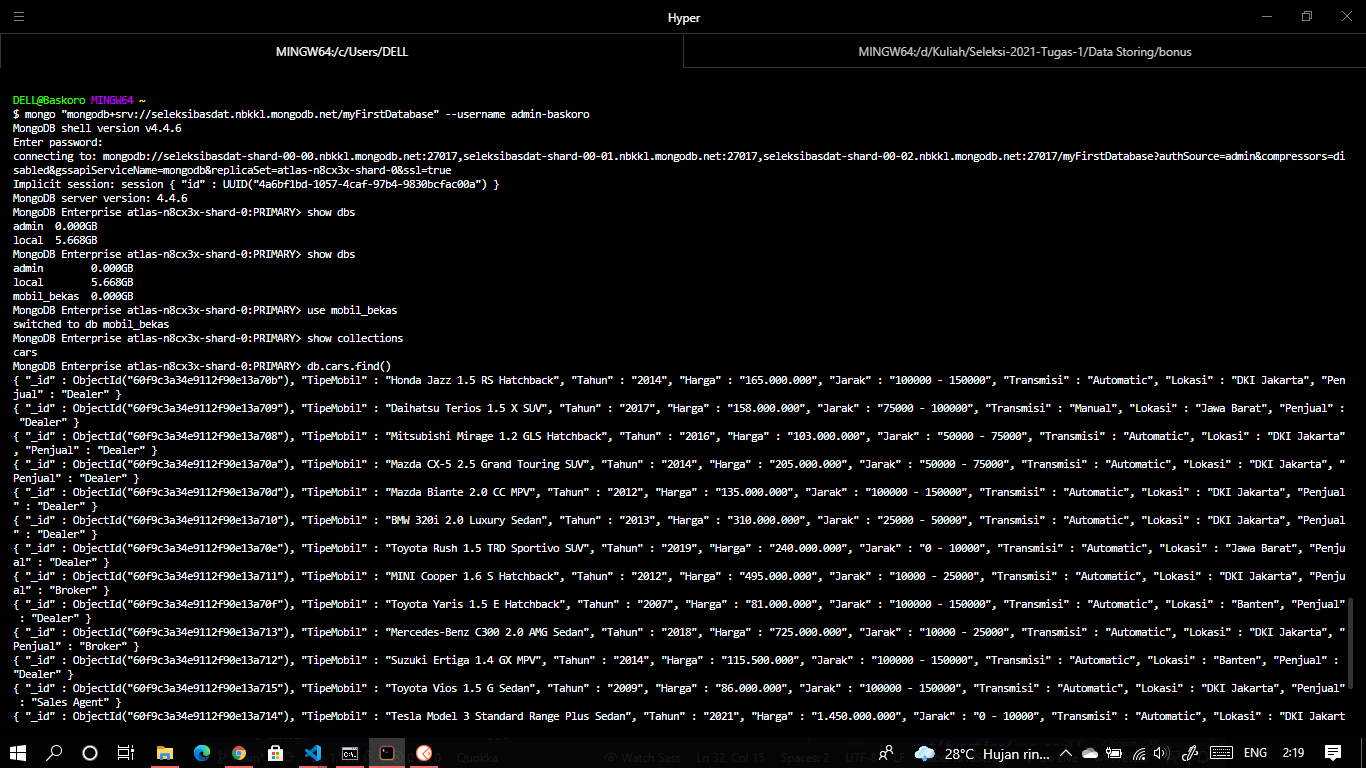 Hyper
MINGW64:/c/Users/DELL
MINGW64:/d/Kuliah/Seleksi-2021-Tugas-1/Data Storing/bonus
DELL@Baskoro MINGW64 ~
$ mongo "mongodb+srv://seleksibasdat.nbkkl.mongodb.net/myFirstDatabase" --username admin-baskoro
MongoDB shell version v4.4.6
Enter password:
connecting to: mongodb://seleksibasdat-shard-00-00.nbkkl.mongodb.net:27017,seleksibasdat-shard-00-01.nbkkl.mongodb.net:27017,seleksibasdat-shard-00-02.nbkkl.mongodb.net:27017/myFirstDatabase?authSource=admin&compressors=di
sabled&gssapiServiceName=mongodb&replicaSet=atlas-n8cx3x-shard-0&ssl=true
Implicit session: session { "id" : UUID("4a6bf1bd-1057-4caf-97b4-9830bcfac00a") }
MongoDB server version: 4.4.6
MongoDB Enterprise atlas-n8cx3x-shard-0:PRIMARY> show dbs
admin  0.000GB
local  5.668GB
MongoDB Enterprise atlas-n8cx3x-shard-0:PRIMARY> show dbs
admin        0.000GB
local        5.668GB
mobil_bekas  0.000GB
MongoDB Enterprise atlas-n8cx3x-shard-0:PRIMARY> use mobil_bekas
switched to db mobil_bekas
MongoDB Enterprise atlas-n8cx3x-shard-0:PRIMARY> show collections
cars
MongoDB Enterprise atlas-n8cx3x-shard-0:PRIMARY> db.cars.find()
{ "_id" : ObjectId("60f9c3a34e9112f90e13a70b"), "TipeMobil" : "Honda Jazz 1.5 RS Hatchback", "Tahun" : "2014", "Harga" : "165.000.000", "Jarak" : "100000 - 150000", "Transmisi" : "Automatic", "Lokasi" : "DKI Jakarta", "Pen
jual" : "Dealer" }
{ "_id" : ObjectId("60f9c3a34e9112f90e13a709"), "TipeMobil" : "Daihatsu Terios 1.5 X SUV", "Tahun" : "2017", "Harga" : "158.000.000", "Jarak" : "75000 - 100000", "Transmisi" : "Manual", "Lokasi" : "Jawa Barat", "Penjual" :
"Dealer" }
{ "_id" : ObjectId("60f9c3a34e9112f90e13a708"), "TipeMobil" : "Mitsubishi Mirage 1.2 GLS Hatchback", "Tahun" : "2016", "Harga" : "103.000.000", "Jarak" : "50000 - 75000", "Transmisi" : "Automatic", "Lokasi" : "DKI Jakarta"
, "Penjual" : "Dealer" }
{ "_id" : ObjectId("60f9c3a34e9112f90e13a70a"), "TipeMobil" : "Mazda CX-5 2.5 Grand Touring SUV", "Tahun" : "2014", "Harga" : "205.000.000", "Jarak" : "50000 - 75000", "Transmisi" : "Automatic", "Lokasi" : "DKI Jakarta", "
Penjual" : "Dealer" }
{ "_id" : ObjectId("60f9c3a34e9112f90e13a70d"), "TipeMobil" : "Mazda Biante 2.0 CC MPV", "Tahun" : "2012", "Harga" : "135.000.000", "Jarak" : "100000 - 150000", "Transmisi" : "Automatic", "Lokasi" : "DKI Jakarta", "Penjual
" : "Dealer" }
{ "_id" : ObjectId("60f9c3a34e9112f90e13a710"), "TipeMobil" : "BMW 320i 2.0 Luxury Sedan", "Tahun" : "2013", "Harga" : "310.000.000", "Jarak" : "25000 - 50000", "Transmisi" : "Automatic", "Lokasi" : "DKI Jakarta", "Penjual
" : "Dealer" }
{ "_id" : ObjectId("60f9c3a34e9112f90e13a70e"), "TipeMobil" : "Toyota Rush 1.5 TRD Sportivo SUV", "Tahun" : "2019", "Harga" : "240.000.000", "Jarak" : "0 - 10000", "Transmisi" : "Automatic", "Lokasi" : "Jawa Barat", "Penju
al" : "Dealer" }
{ "_id" : ObjectId("60f9c3a34e9112f90e13a711"), "TipeMobil" : "MINI Cooper 1.6 S Hatchback", "Tahun" : "2012", "Harga" : "495.000.000", "Jarak" : "10000 - 25000", "Transmisi" : "Automatic", "Lokasi" : "DKI Jakarta", "Penju
al" : "Broker" }
{ "_id" : ObjectId("60f9c3a34e9112f90e13a70f"), "TipeMobil" : "Toyota Yaris 1.5 E Hatchback", "Tahun" : "2007", "Harga" : "81.000.000", "Jarak" : "100000 - 150000", "Transmisi" : "Automatic", "Lokasi" : "Banten", "Penjual"
: "Dealer" }
{ "_id" : ObjectId("60f9c3a34e9112f90e13a713"), "TipeMobil" : "Mercedes-Benz C300 2.0 AMG Sedan", "Tahun" : "2018", "Harga" : "725.000.000", "Jarak" : "10000 - 25000", "Transmisi" : "Automatic", "Lokasi" : "DKI Jakarta", "
Penjual" : "Broker" }
{ "_id" : ObjectId("60f9c3a34e9112f90e13a712"), "TipeMobil" : "Suzuki Ertiga 1.4 GX MPV", "Tahun" : "2014", "Harga" : "115.500.000", "Jarak" : "100000 - 150000", "Transmisi" : "Automatic", "Lokasi" : "Banten", "Penjual" :
"Dealer" }
{ "_id" : ObjectId("60f9c3a34e9112f90e13a715"), "TipeMobil" : "Toyota Vios 1.5 G Sedan", "Tahun" : "2009", "Harga" : "86.000.000", "Jarak" : "100000 - 150000", "Transmisi" : "Automatic", "Lokasi" : "DKI Jakarta", "Penjual"
: "Sales Agent" }
{ "_id" : ObjectId("60f9c3a34e9112f90e13a714"), "TipeMobil" : "Tesla Model 3 Standard Range Plus Sedan", "Tahun" : "2021", "Harga" : "1.450.000.000", "Jarak" : "0 - 10000", "Transmisi" : "Automatic", "Lokasi" : "DKI Jakart
Quokka Watch Sass Ln 32 Col 15 Spaces: 2
28°C Hujan rin... ENG 2:19